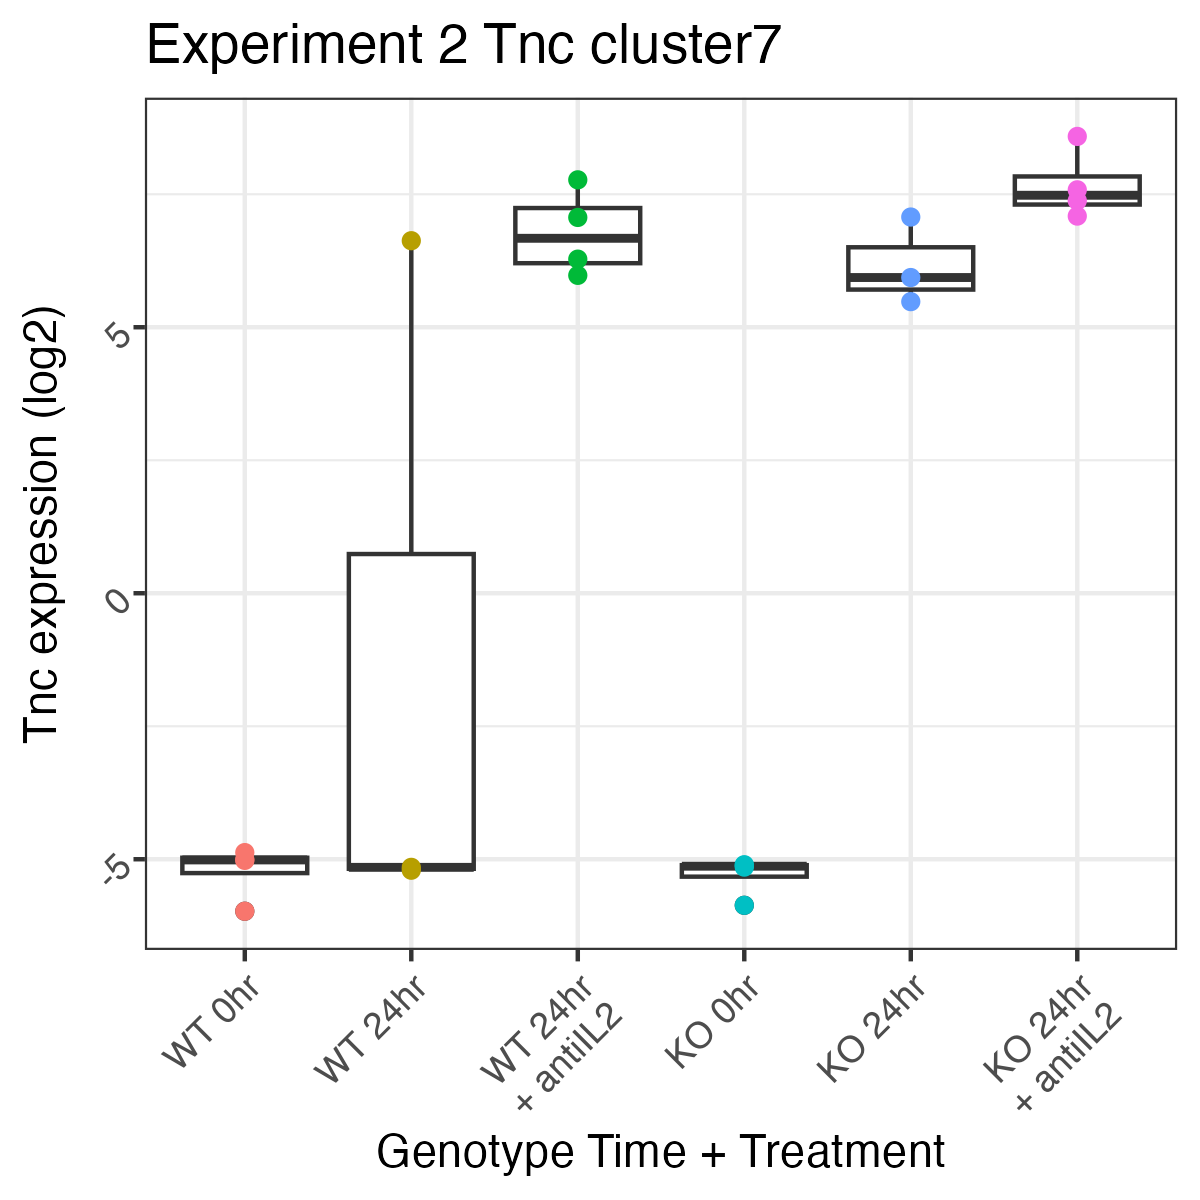 Experiment 2 Tnc cluster7
Tnc expression (log2)
5
0
-5
WT 0hr
WT 24hr
WT 24hr
+ antiIL2
KO 0hr
KO 24hr
KO 24hr
+ antiIL2
Genotype Time + Treatment